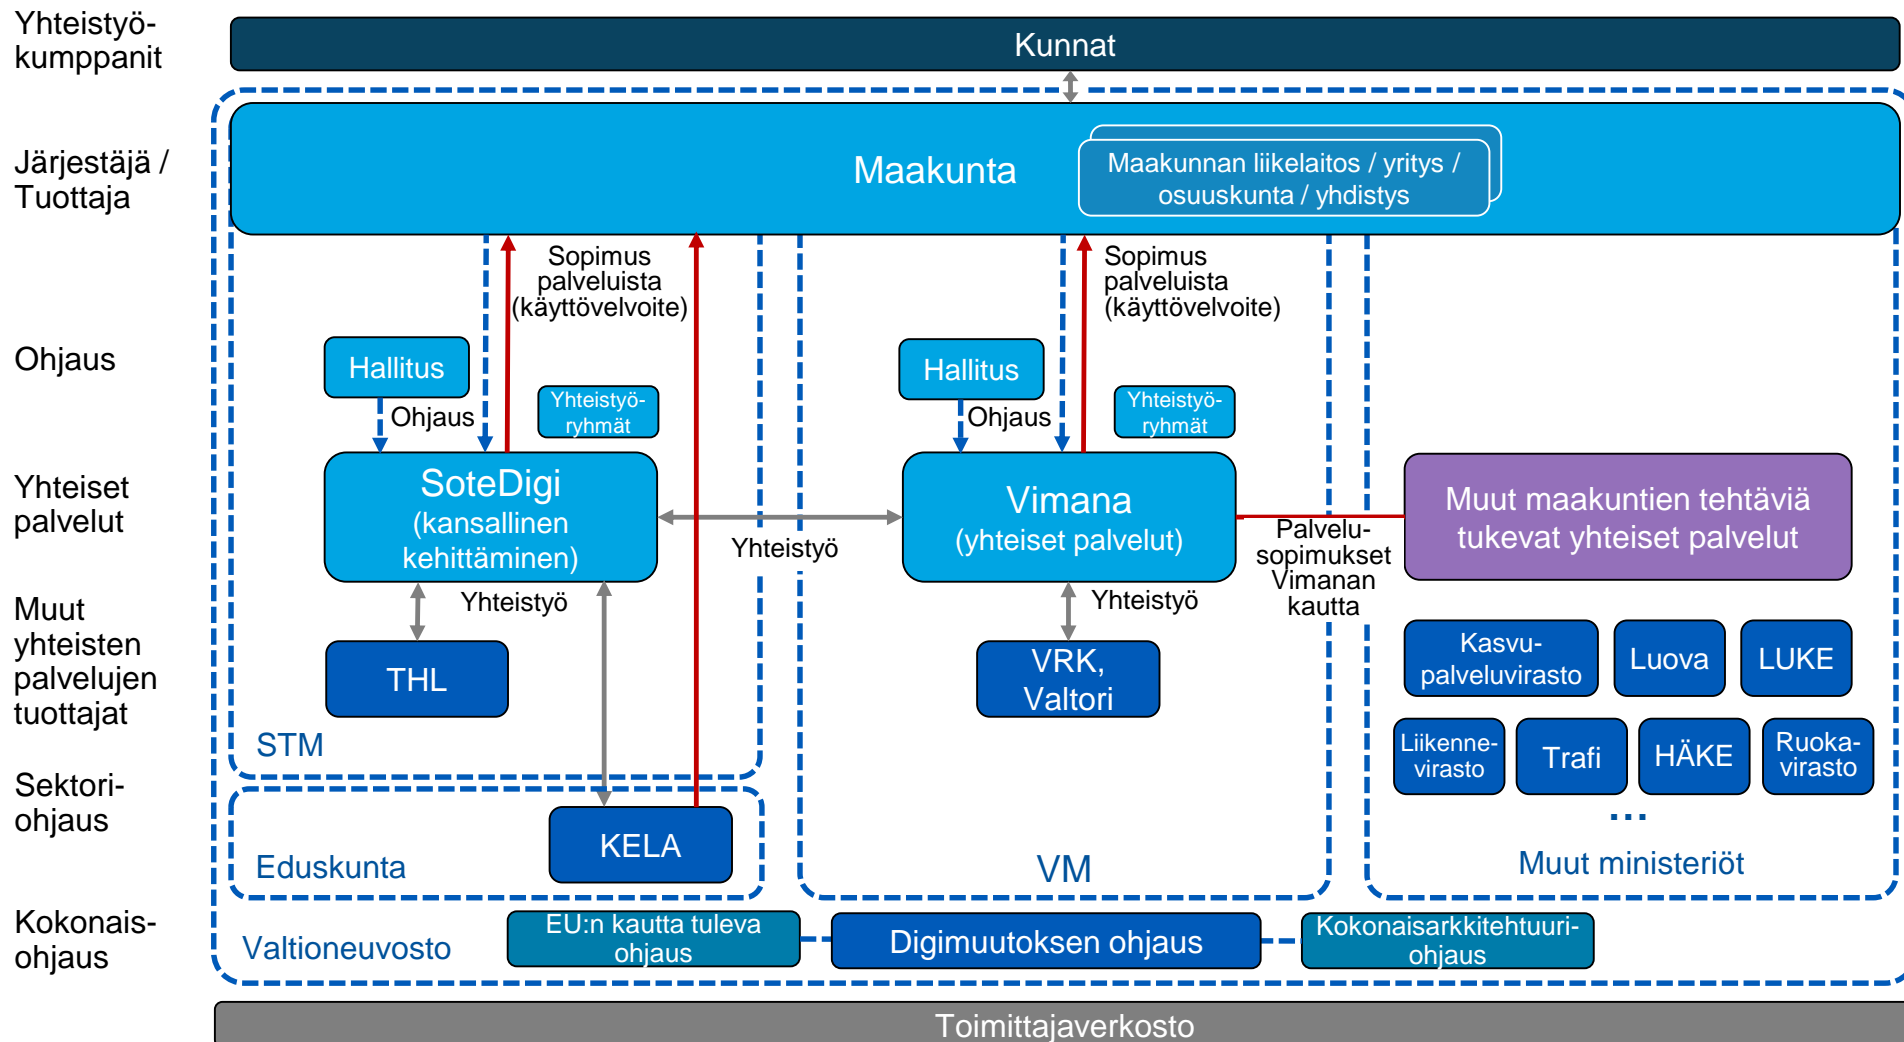 Yhteistyö-
kumppanit
Kunnat
Järjestäjä /
Tuottaja
Maakunta
Maakunnan liikelaitos / yritys /
osuuskunta / yhdistys
Sopimus
palveluista
(käyttövelvoite)
Sopimus
palveluista
(käyttövelvoite)
Ohjaus
Hallitus
Ohjaus
Yhteistyö-
ryhmät
Hallitus
Ohjaus
Yhteistyö-
ryhmät
Yhteiset
palvelut
SoteDigi
(kansallinen
kehittäminen)
Yhteistyö
Vimana
(yhteiset palvelut)
Palvelu-
sopimukset
Vimanan
kautta
Muut maakuntien tehtäviä
tukevat yhteiset palvelut
Yhteistyö
Yhteistyö
Muut
yhteisten
palvelujen
tuottajat
THL
STM
VRK,
Valtori
Kasvu-
palveluvirasto
Luova
LUKE
Liikenne-
virasto
Trafi
HÄKE
Ruoka-
virasto
...
Sektori-
ohjaus
KELA
Eduskunta
VM
Muut ministeriöt
Kokonais-
ohjaus
Valtioneuvosto
EU:n kautta tuleva
ohjaus
Digimuutoksen ohjaus
Kokonaisarkkitehtuuri-
ohjaus
Toimittajaverkosto